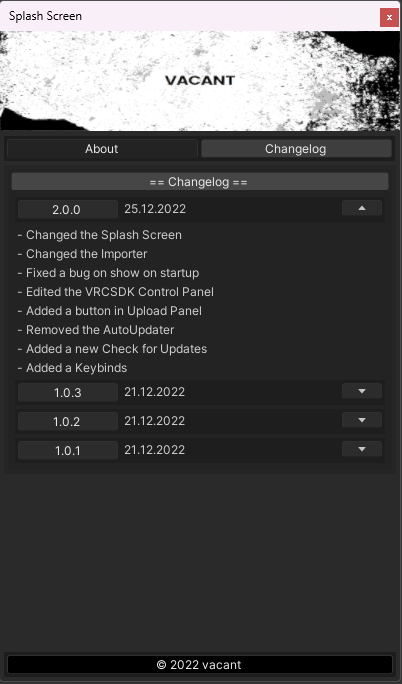 Splash Screen
x
VACANT
About
Changelog
== Changelog ==
2.0.0 25.12.2022
- Changed the Splash Screen
- Changed the Importer
- Fixed a bug on show on startup
- Edited the VRCSDK Control Panel
- Added a button in Upload Panel
- Removed the AutoUpdater
- Added a new Check for Updates
- Added a Keybinds
1.0.3 21.12.2022
1.0.2 21.12.2022
1.0.1 21.12.2022
© 2022 vacant